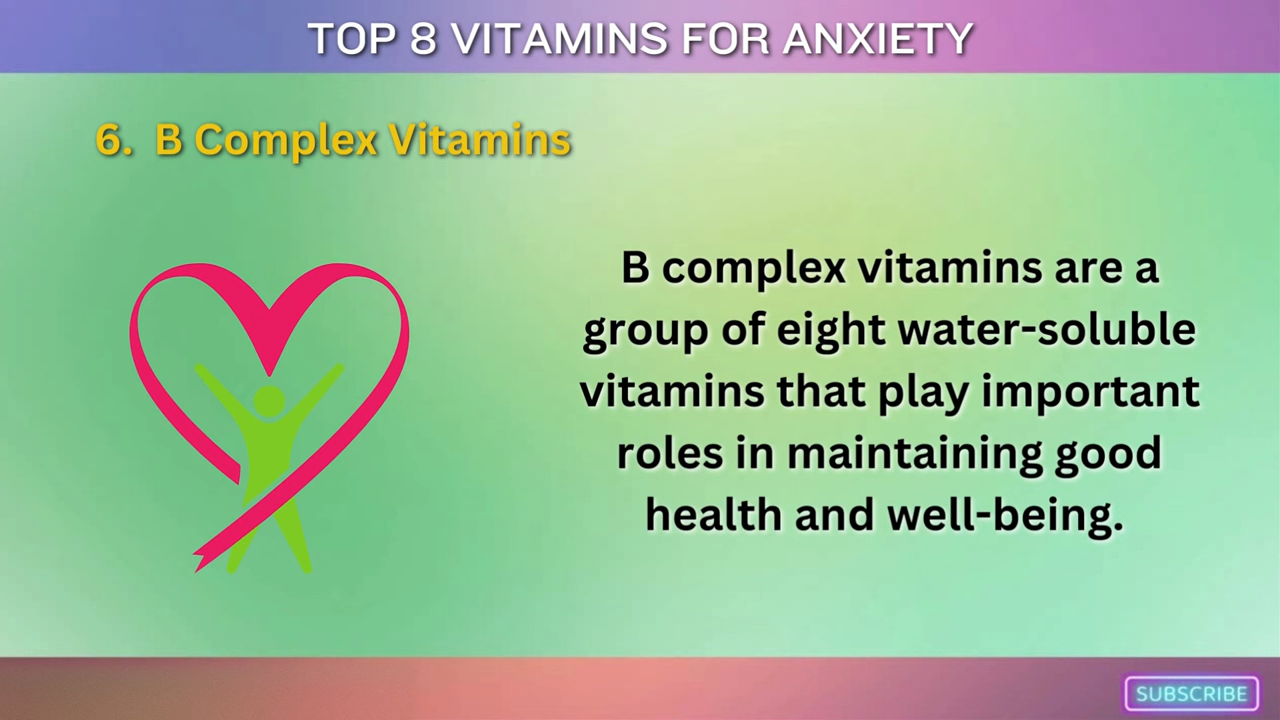 TOP 8 VITAMINS FOR ANXIETY
6. B Complex Vitamins
B complex vitamins are a
group of eight water-soluble
vitamins that play important
roles in maintaining good
health and well-being.
SUBSCRIBE